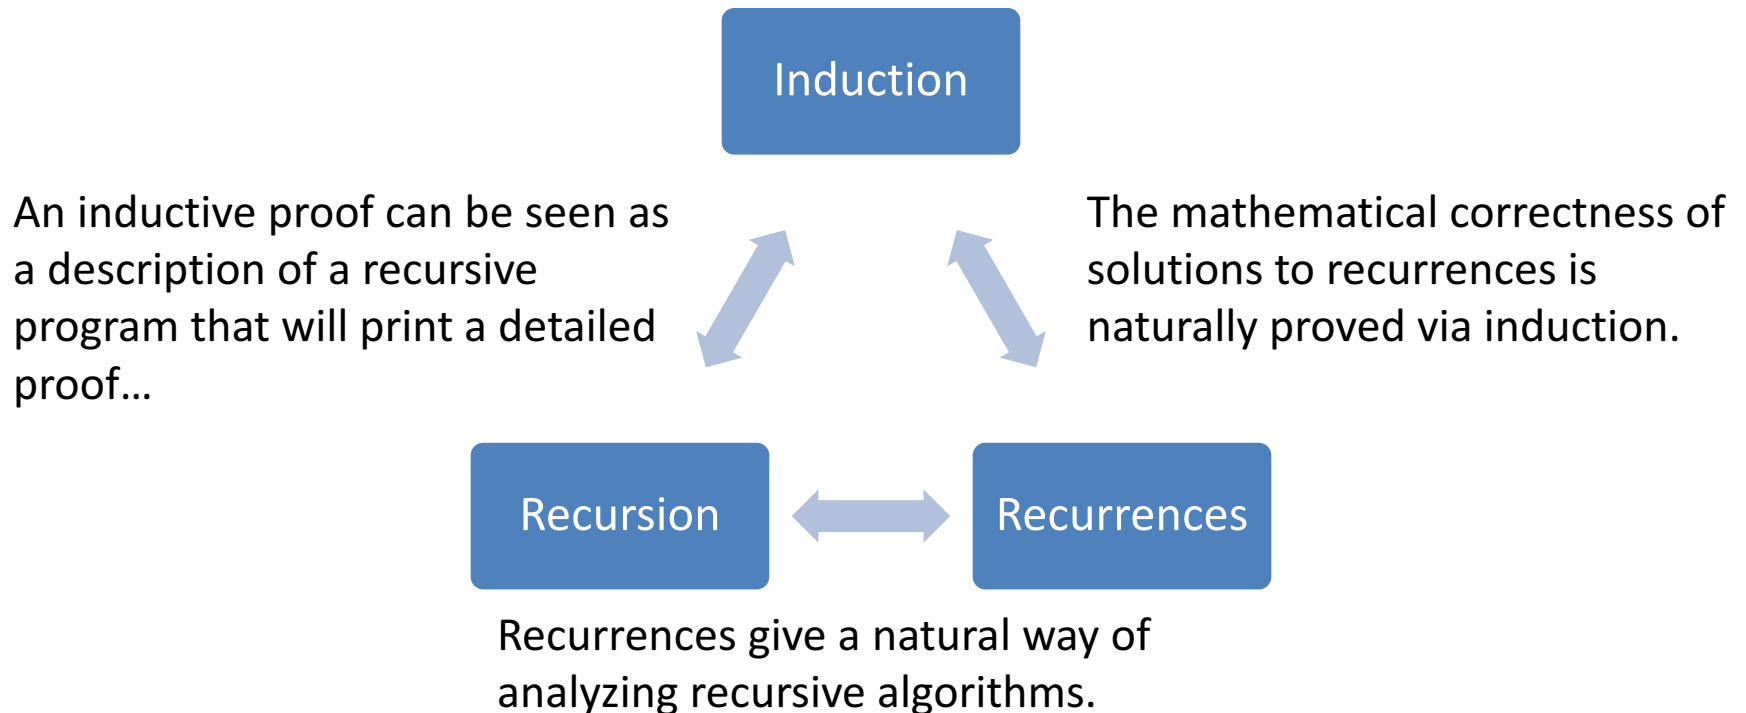 Induction
An inductive proof can be seen as
a description of a recursive
program that will print a detailed
proof…
The mathematical correctness of
solutions to recurrences is
naturally proved via induction.
Recursion
Recurrences
Recurrences give a natural way of
analyzing recursive algorithms.